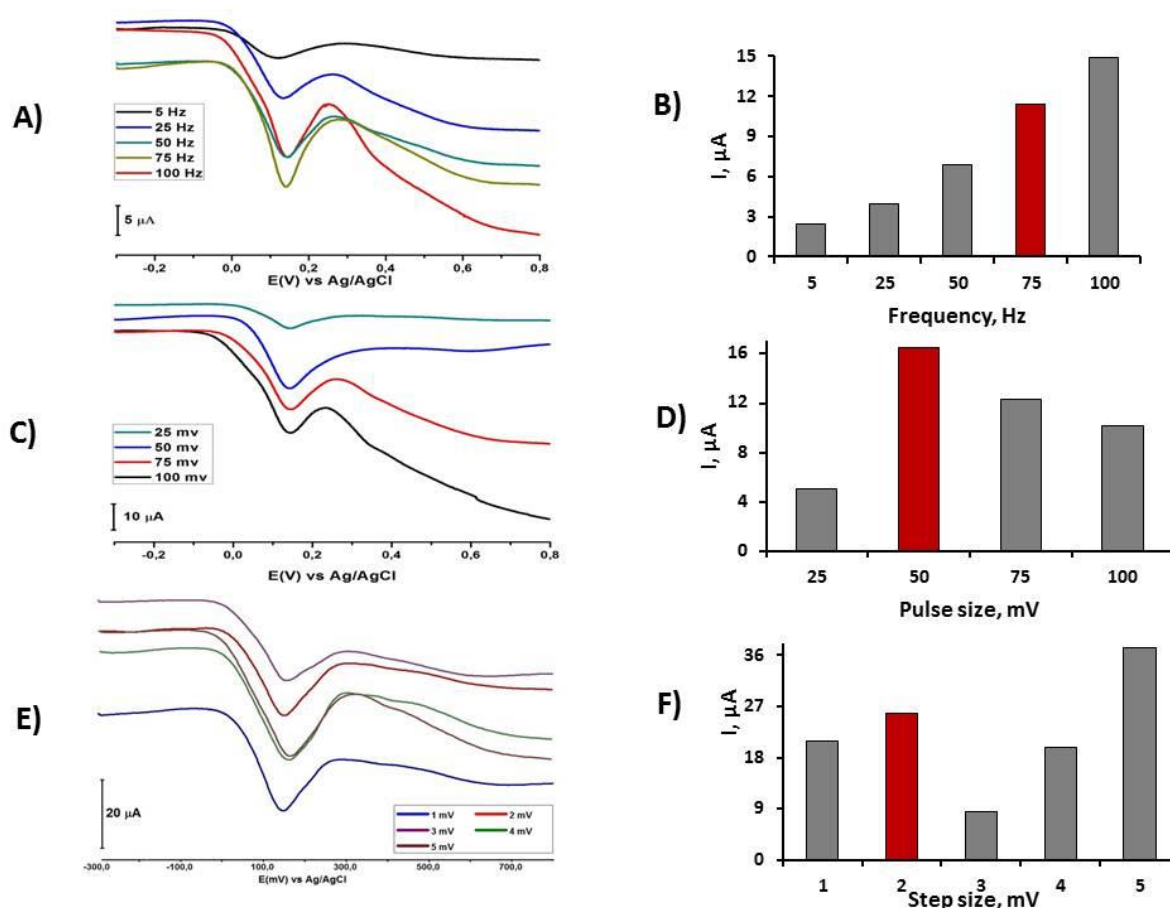 A)
5 Hz
25 Hz
50 Hz
75 Hz
100 Hz
5 μA
-0,2 0,0 0,2 0,4 0,6 0,8
E(V) vs Ag/AgCl
B)
I, μA
15
12
9
6
3
0
5 25 50 75 100
Frequency, Hz
C)
25 mv
50 mv
75 mv
100 mv
10 μA
-0,2 0,0 0,2 0,4 0,6 0,8
E(V) vs Ag/AgCl
D)
I, μA
16
12
8
4
0
25 50 75 100
Pulse size, mV
E)
20 μA
1 mV 2 mV
3 mV 4 mV
5 mV
-300,0 -100,0 100,0 300,0 500,0 700,0
E(mV) vs Ag/AgCl
F)
I, μA
36
27
18
9
0
1 2 3 4 5
Step size, mV